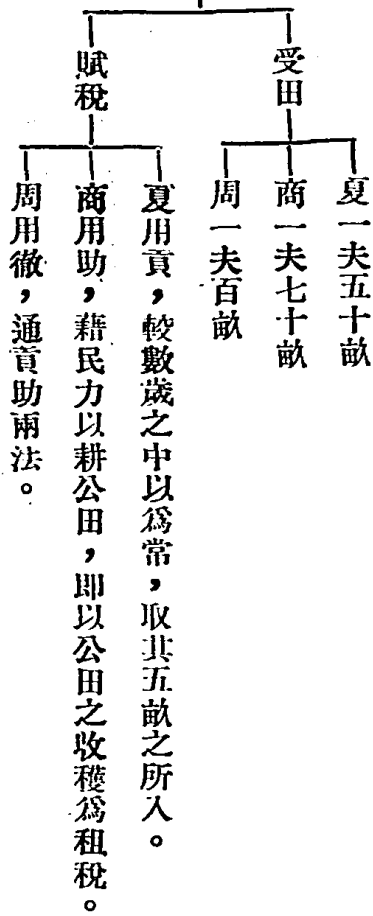 受田
夏一夫五十畝
商一夫七十畝
周一夫百畝
賦稅
夏用貢，較數歲之中以爲常，取其五畝之所入。
商用助，藉民力以耕公田，卽以公田之收穫爲租稅。
周用徹，通貢助兩法。